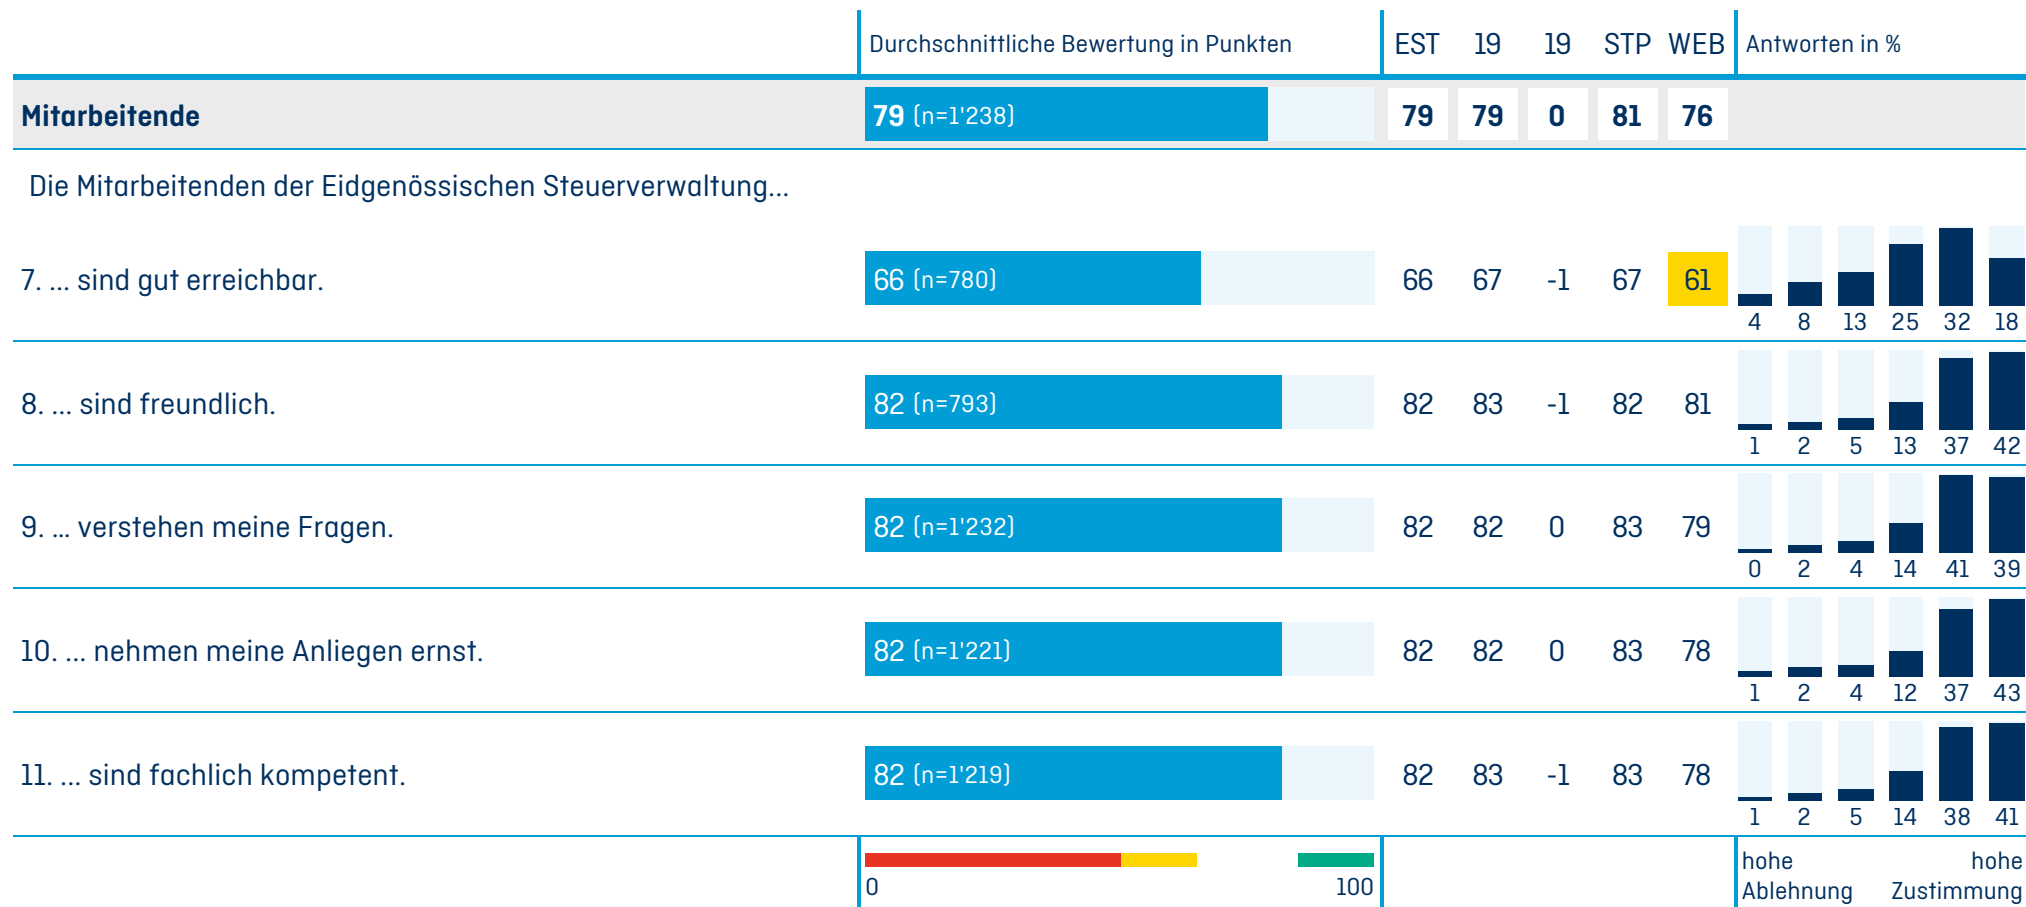 Durchschnittliche Bewertung in Punkten EST 19 19 STP WEB Antworten in %
Mitarbeitende 79 (n=1'238) 79 79 0 81 76
Die Mitarbeitenden der Eidgenössischen Steuerverwaltung...
7. ... sind gut erreichbar. 66 (n=780) 66 67 -1 67 61
4 8 13 25 32 18
8. ... sind freundlich. 82 (n=793) 82 83 -1 82 81
1 2 5 13 37 42
9. ... verstehen meine Fragen. 82 (n=1'232) 82 82 0 83 79
0 2 4 14 41 39
10. ... nehmen meine Anliegen ernst. 82 (n=1'221) 82 82 0 83 78
1 2 4 12 37 43
11. ... sind fachlich kompetent. 82 (n=1'219) 82 83 -1 83 78
1 2 5 14 38 41
hohe hohe
0 100 Ablehnung Zustimmung